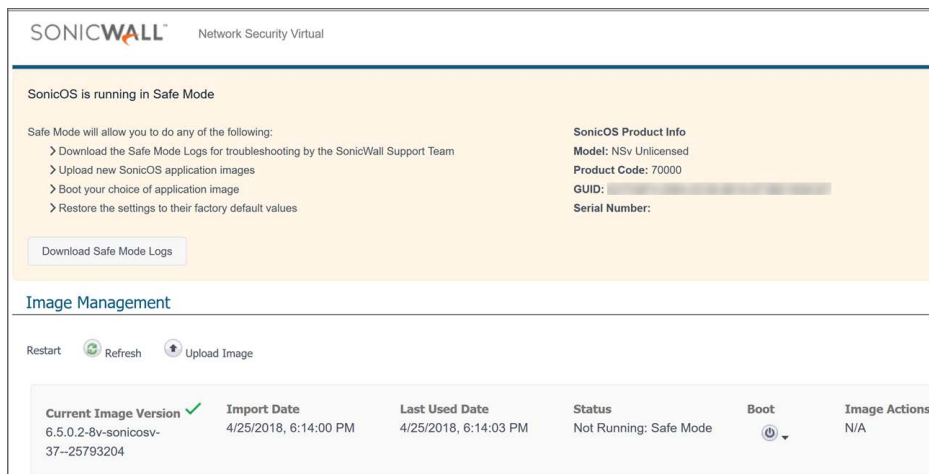 SONICWALL™ Network Security Virtual
SonicOS is running in Safe Mode
Safe Mode will allow you to do any of the following:
Download the Safe Mode Logs for troubleshooting by the SonicWall Support Team
Upload new SonicOS application images
Boot your choice of application image
Restore the settings to their factory default values
Download Safe Mode Logs
SonicOS Product Info
Model: NSv Unlicensed
Product Code: 70000
GUID:
Serial Number:
Image Management
Restart Refresh Upload Image
Current Image Version Import Date Last Used Date Status Boot Image Actions
6.5.0.2-8v-sonicosv- 4/25/2018, 6:14:00 PM 4/25/2018, 6:14:03 PM Not Running: Safe Mode N/A
37--25793204